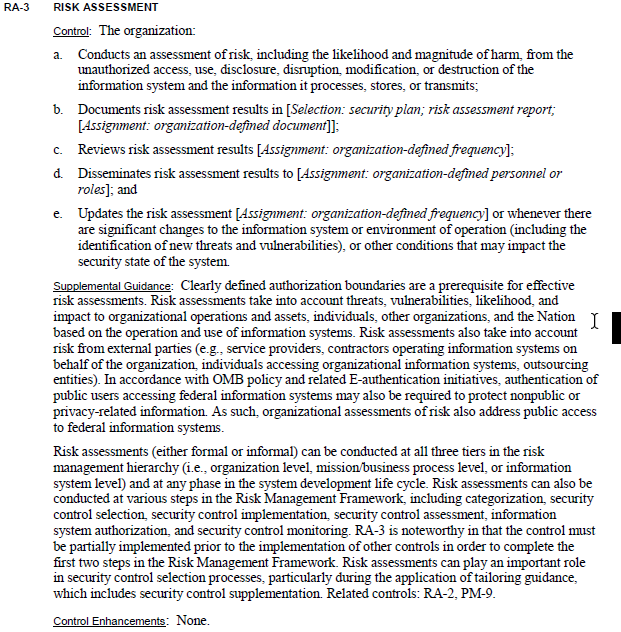 RA-3 RISK ASSESSMENT
Control: The organization:
a. Conducts an assessment of risk, including the likelihood and magnitude of harm, from the
unauthorized access, use, disclosure, disruption, modification, or destruction of the
information system and the information it processes, stores, or transmits;
b. Documents risk assessment results in [Selection: security plan; risk assessment report;
[Assignment: organization-defined document]];
c. Reviews risk assessment results [Assignment: organization-defined frequency];
d. Disseminates risk assessment results to [Assignment: organization-defined personnel or
roles]; and
e. Updates the risk assessment [Assignment: organization-defined frequency] or whenever there
are significant changes to the information system or environment of operation (including the
identification of new threats and vulnerabilities), or other conditions that may impact the
security state of the system.
Supplemental Guidance: Clearly defined authorization boundaries are a prerequisite for effective
risk assessments. Risk assessments take into account threats, vulnerabilities, likelihood, and
impact to organizational operations and assets, individuals, other organizations, and the Nation
based on the operation and use of information systems. Risk assessments also take into account
risk from external parties (e.g., service providers, contractors operating information systems on
behalf of the organization, individuals accessing organizational information systems, outsourcing
entities). In accordance with OMB policy and related E-authentication initiatives, authentication of
public users accessing federal information systems may also be required to protect nonpublic or
privacy-related information. As such, organizational assessments of risk also address public access
to federal information systems.
Risk assessments (either formal or informal) can be conducted at all three tiers in the risk
management hierarchy (i.e., organization level, mission/business process level, or information
system level) and at any phase in the system development life cycle. Risk assessments can also be
conducted at various steps in the Risk Management Framework, including categorization, security
control selection, security control implementation, security control assessment, information
system authorization, and security control monitoring. RA-3 is noteworthy in that the control must
be partially implemented prior to the implementation of other controls in order to complete the
first two steps in the Risk Management Framework. Risk assessments can play an important role
in security control selection processes, particularly during the application of tailoring guidance,
which includes security control supplementation. Related controls: RA-2, PM-9.
Control Enhancements: None.